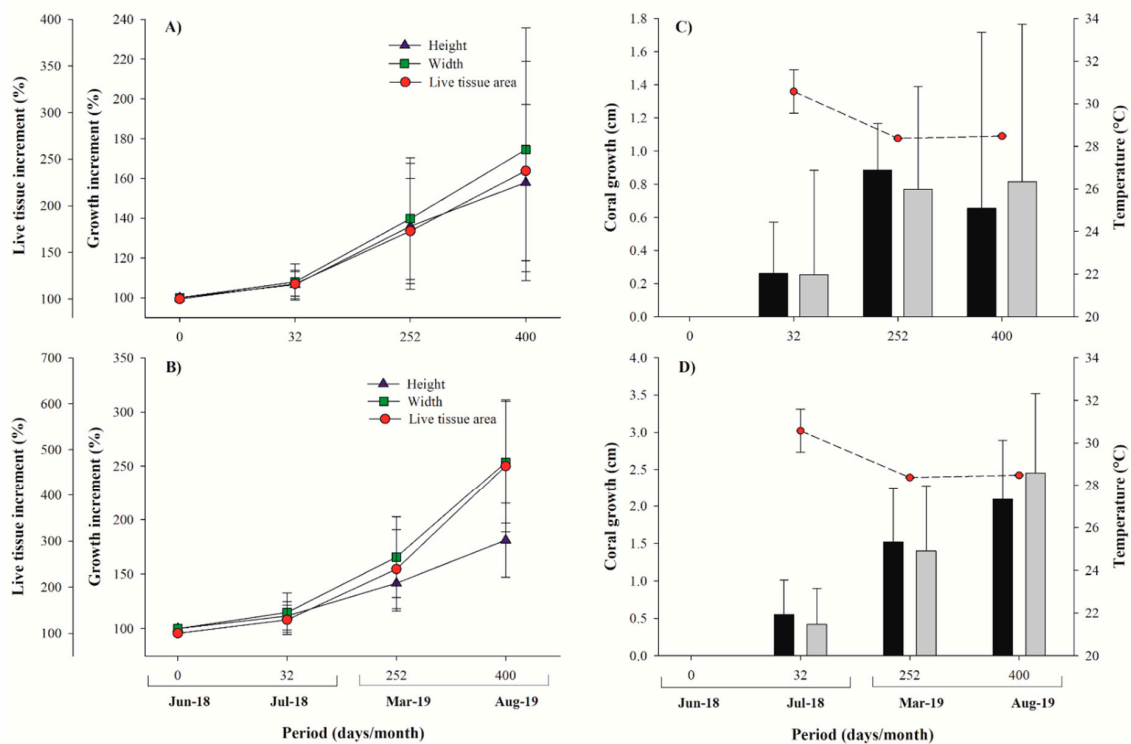 A)
Live tissue increment (%)
400
350
300
250
200
150
100
Growth increment (%)
240
220
200
180
160
140
120
100
Height
Width
Live tissue area
0
32
252
400
C)
Coral growth (cm)
1.8
1.6
1.4
1.2
1.0
0.8
0.6
0.4
0.2
0.0
34
32
30
28
26
24
22
20
Temperature (°C)
0
32
252
400
B)
Live tissue increment (%)
700
600
500
400
300
200
100
Growth increment (%)
350
300
250
200
150
100
Height
Width
Live tissue area
0
32
252
400
Jun-18
Jul-18
Mar-19
Aug-19
Period (days/month)
D)
Coral growth (cm)
4.0
3.5
3.0
2.5
2.0
1.5
1.0
0.5
0.0
34
32
30
28
26
24
22
20
Temperature (°C)
0
32
252
400
Jun-18
Jul-18
Mar-19
Aug-19
Period (days/month)